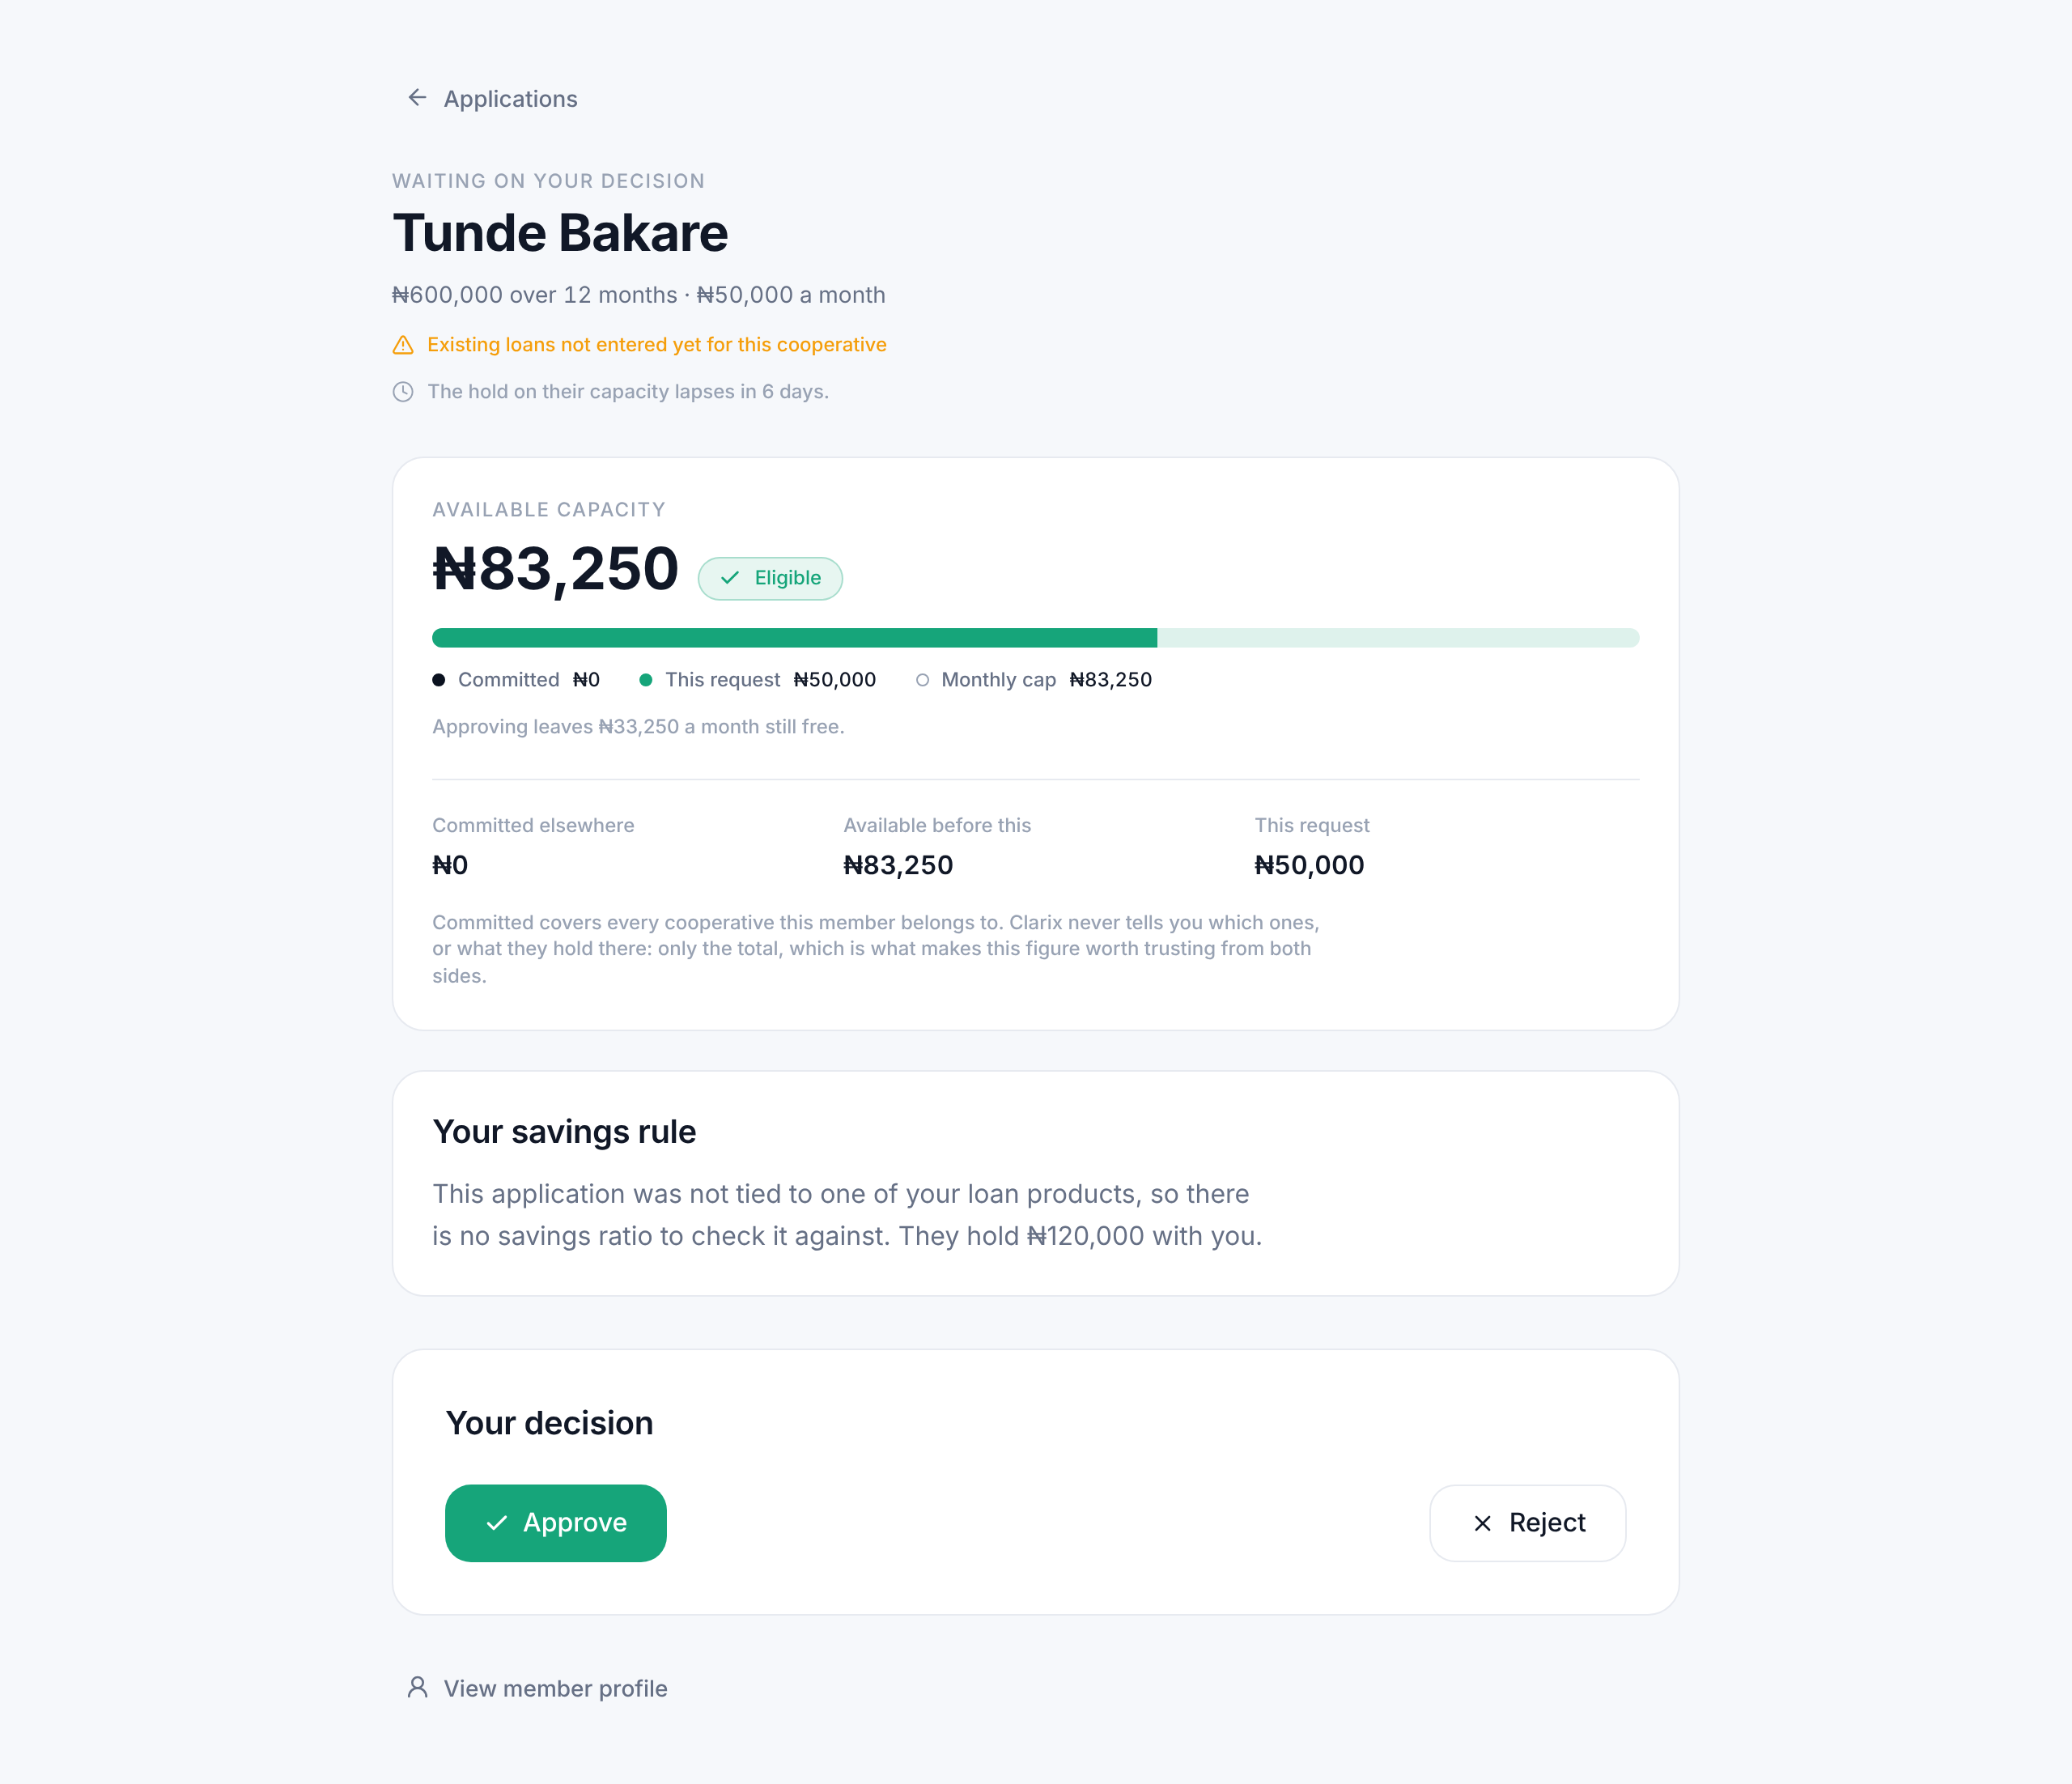 Applications
WAITING ON YOUR DECISION
Tunde Bakare
₦600,000 over 12 months · ₦50,000 a month
Existing loans not entered yet for this cooperative
The hold on their capacity lapses in 6 days.
AVAILABLE CAPACITY
₦83,250 Eligible
Committed ₦0 This request ₦50,000 Monthly cap ₦83,250
Approving leaves ₦33,250 a month still free.
Committed elsewhere Available before this This request
₦0 ₦83,250 ₦50,000
Committed covers every cooperative this member belongs to. Clarix never tells you which ones,
or what they hold there: only the total, which is what makes this figure worth trusting from both
sides.
Your savings rule
This application was not tied to one of your loan products, so there
is no savings ratio to check it against. They hold ₦120,000 with you.
Your decision
Approve Reject
View member profile